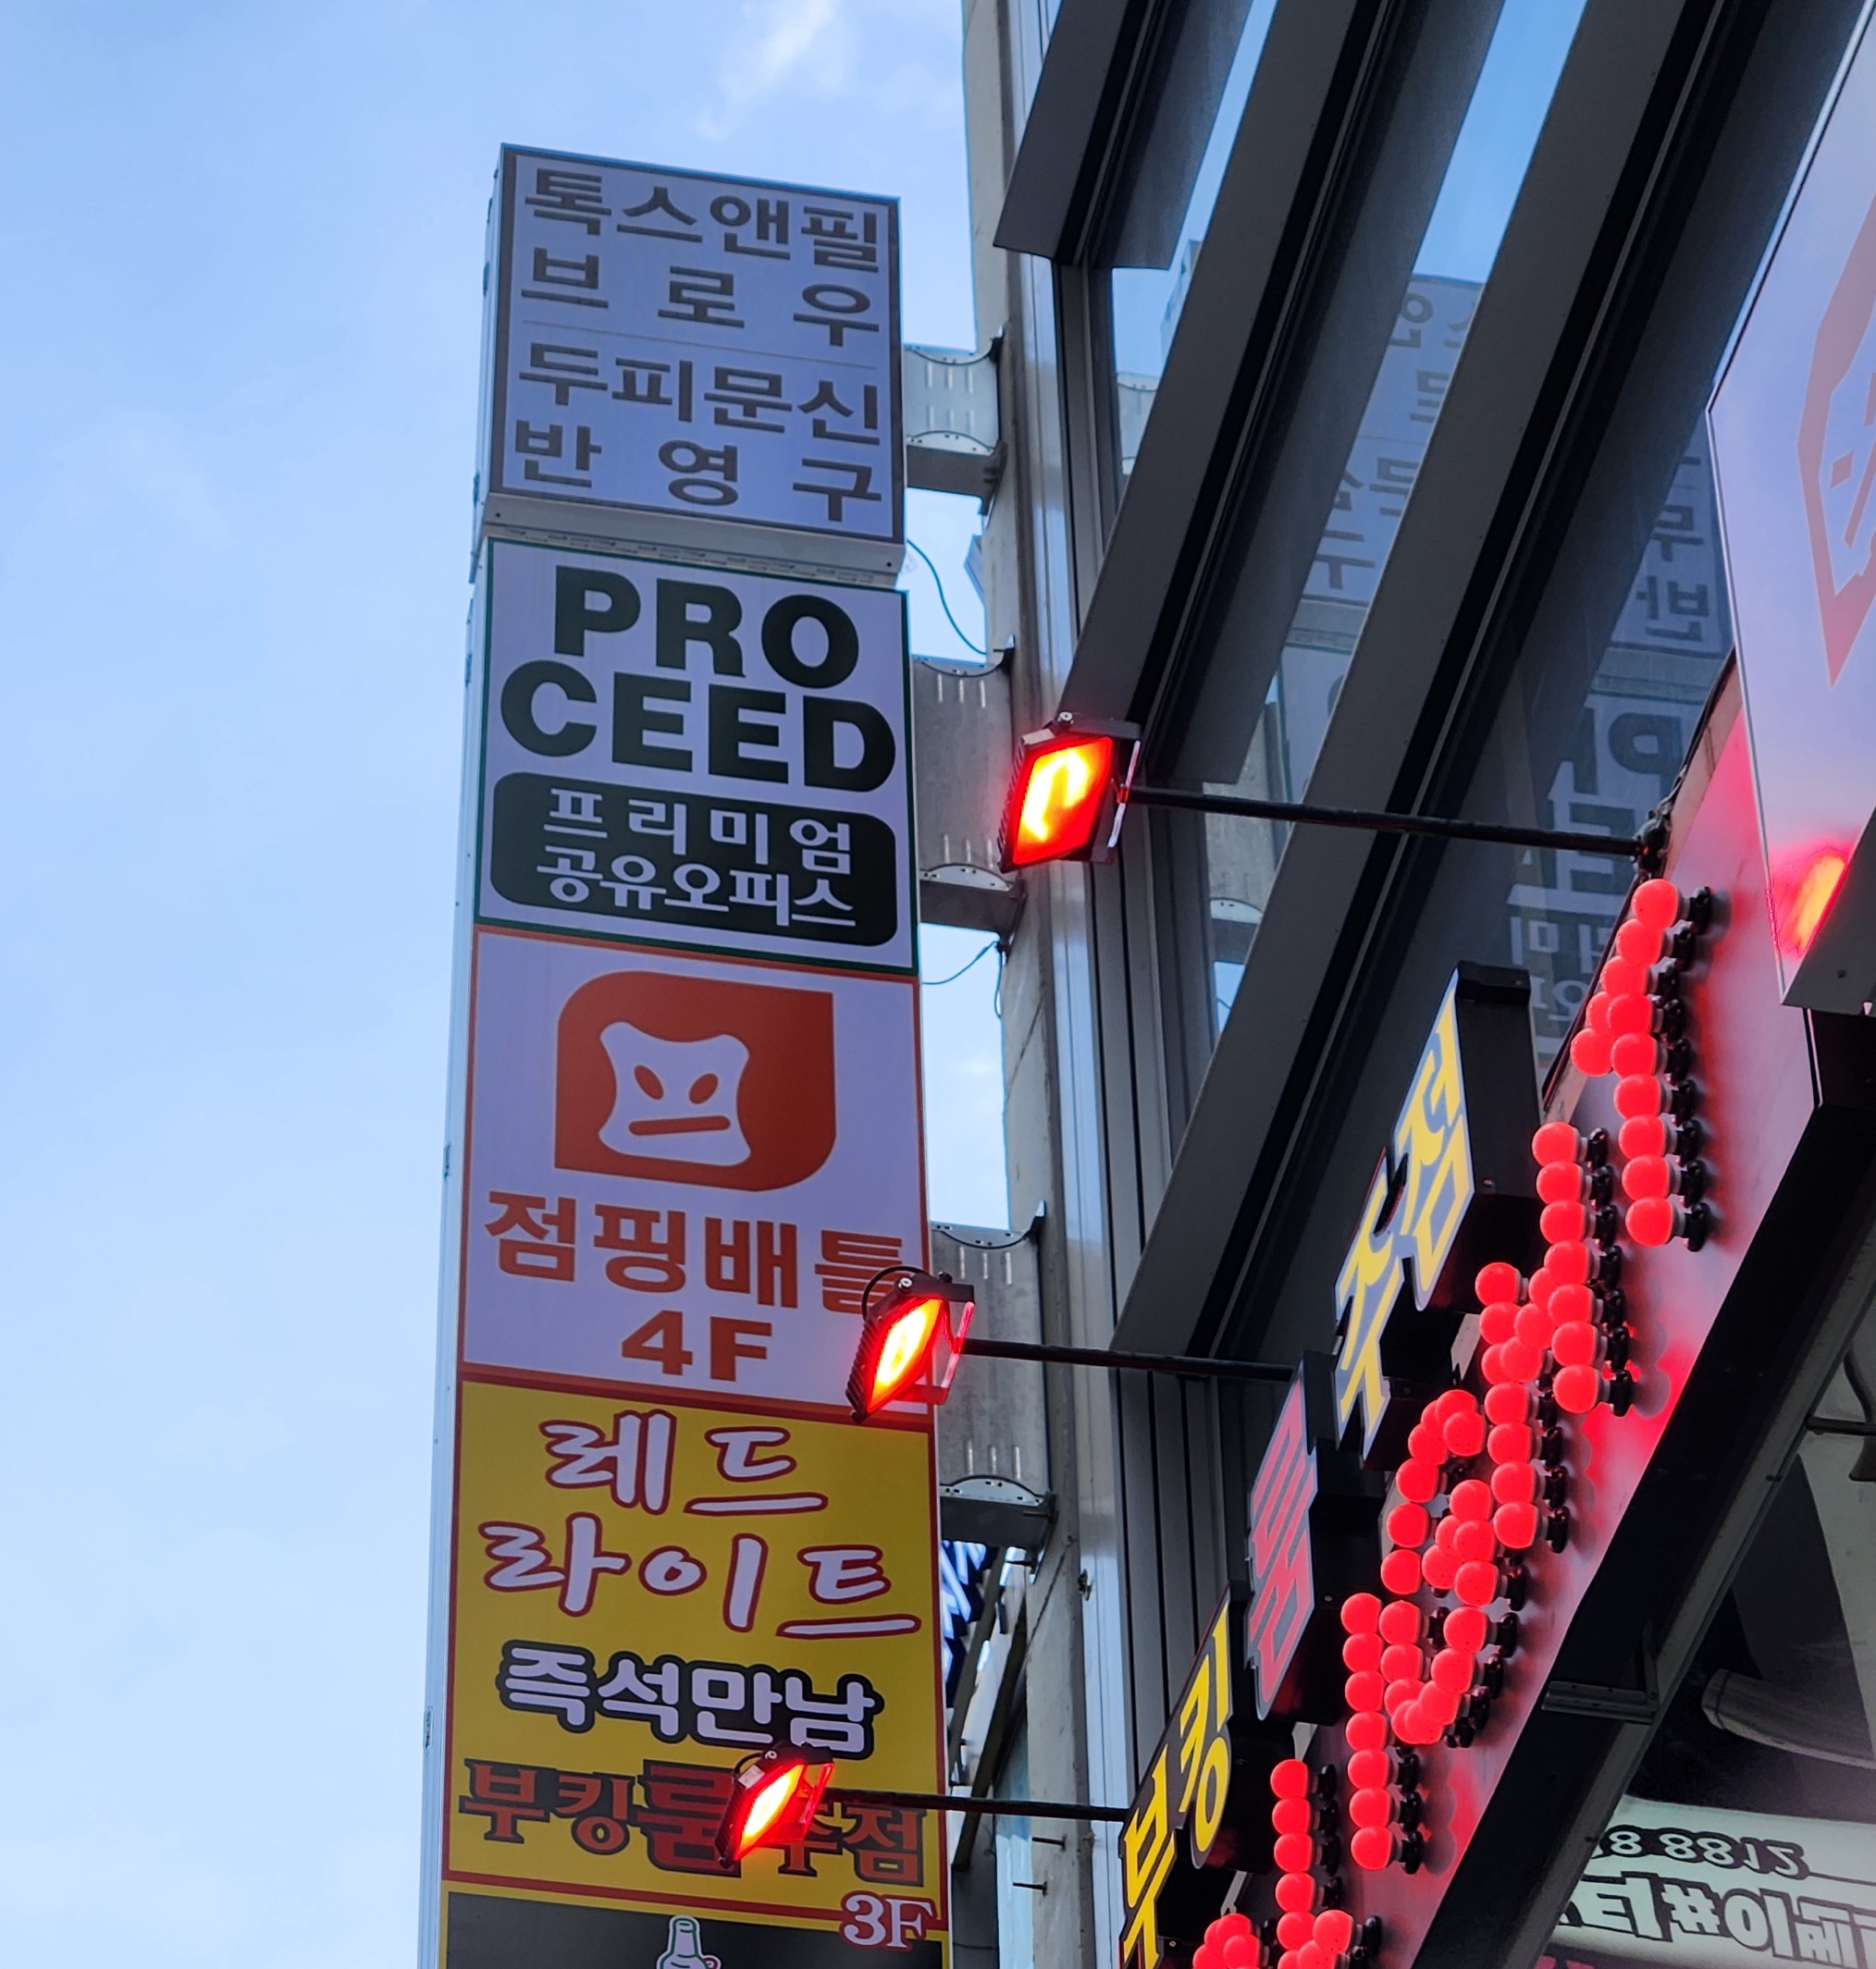 톡스앤필
브로우
두피문신
반영구
PRO
CEED
프리미엄
공유오피스
점핑배틀
4F
레드
라이트
즉석만남
부킹룸주점
3F
부킹룸주점
8812